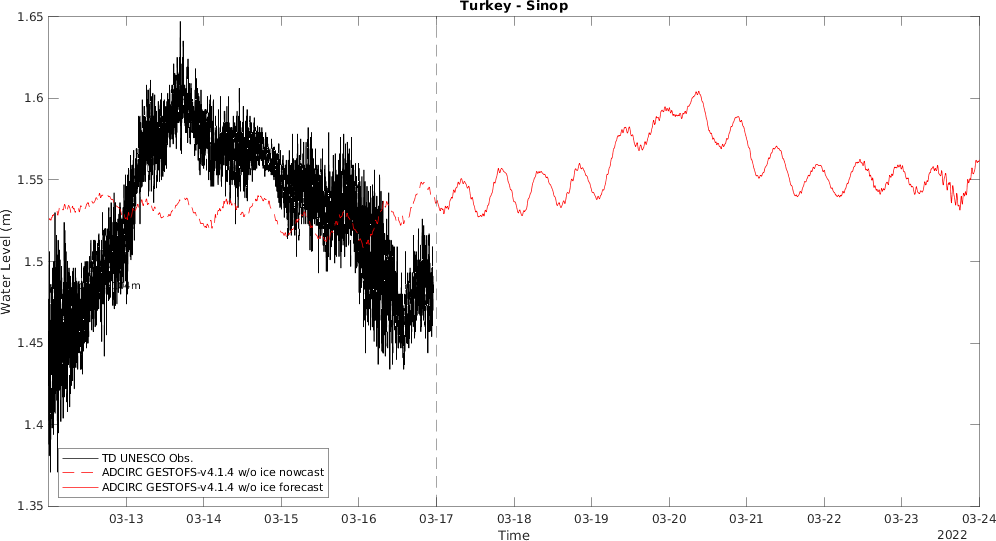 Turkey - Sinop
Water Level (m)
1.65
1.6
1.55
1.5
1.45
1.4
1.35
TD UNESCO Obs.
ADCIRC GESTOFS-v4.1.4 w/o ice nowcast
ADCIRC GESTOFS-v4.1.4 w/o ice forecast
03-13 03-14 03-15 03-16 03-17 03-18 03-19 03-20 03-21 03-22 03-23 03-24
Time
2022